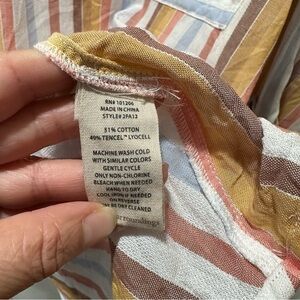 RN# 101266
MADE IN CHINA
STYLE# 2FA12
51% COTTON
49% TENCEL™ LYOCELL
MACHINE WASH COLD
WITH SIMILAR COLORS
GENTLE CYCLE
ONLY NON-CHLORINE
BLEACH WHEN NEEDED
HANG TO DRY
COOL IRON IF NEEDED
ON REVERSE
BE DRY CLEANED